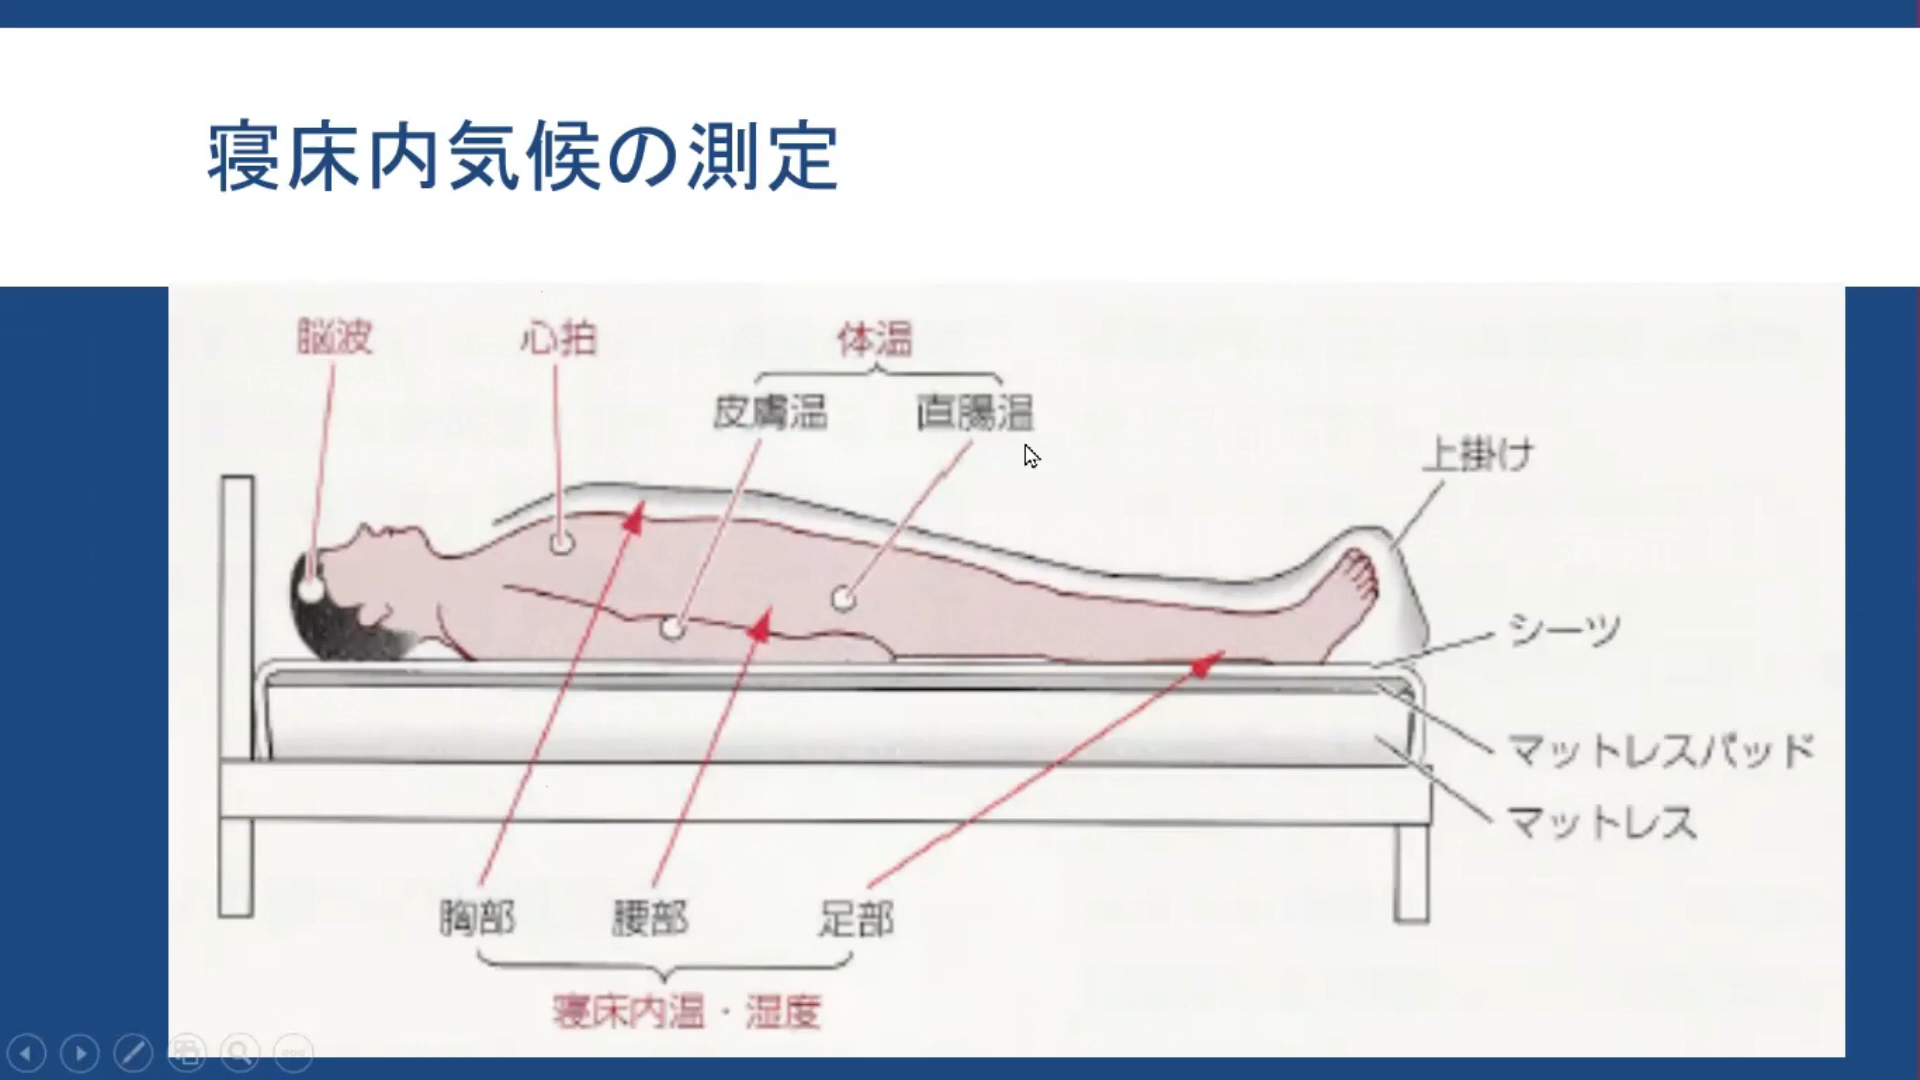 寝床内気候の測定
脳波
心拍
体温
皮膚温
直腸温
上掛け
シーツ
マットレスパッド
マットレス
胸部
腰部
足部
寝床内温・湿度